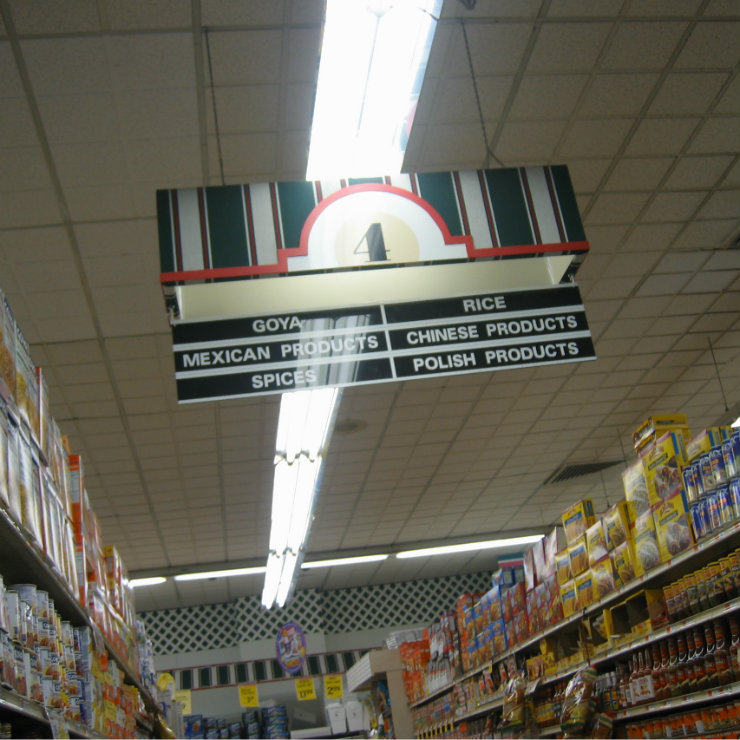 4
GOYA
MEXICAN PRODUCTS
SPICES
RICE
CHINESE PRODUCTS
POLISH PRODUCTS